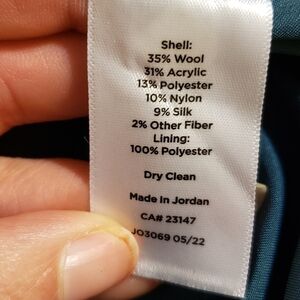 Shell:
35% Wool
31% Acrylic
13% Polyester
10% Nylon
9% Silk
2% Other Fiber
Lining:
100% Polyester
Dry Clean
Made In Jordan
CA# 23147
JO3069 05/22